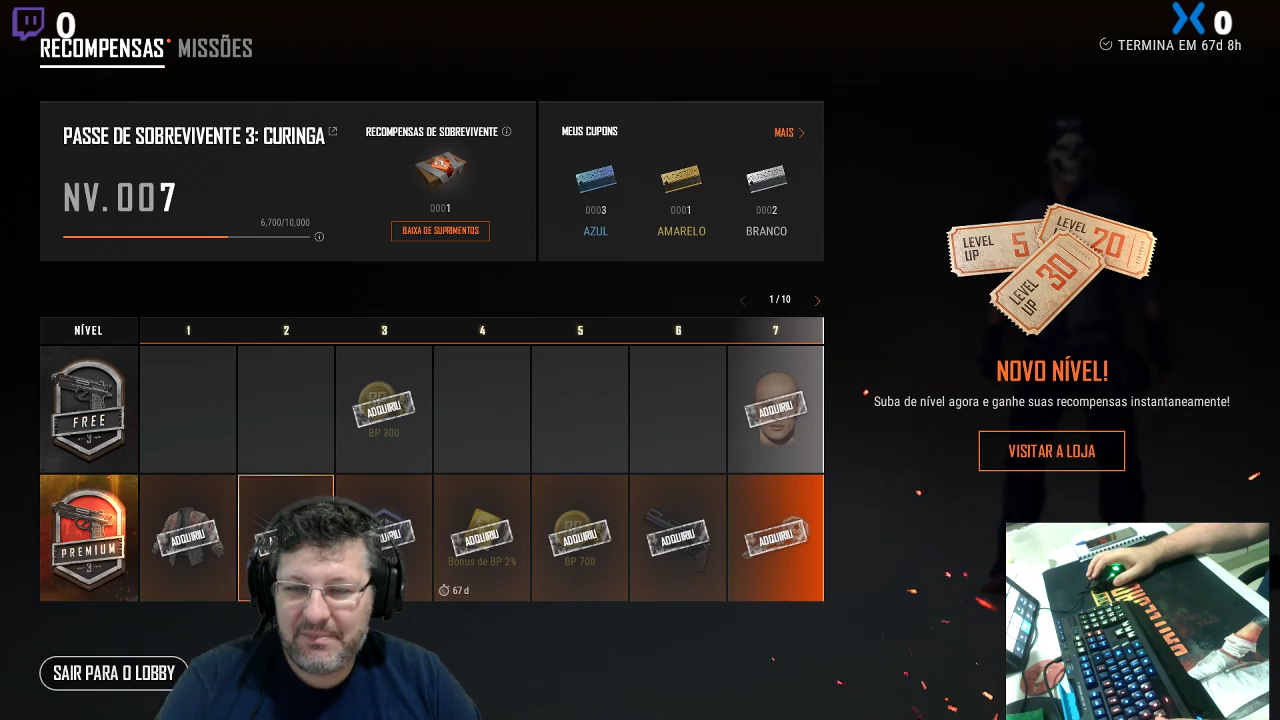 0
0
RECOMPENSAS MISSÕES
TERMINA EM 67d 8h
PASSE DE SOBREVIVENTE 3: CURINGA
RECOMPENSAS DE SOBREVIVENTE
MEUS CUPONS
MAIS
NV. 007
6,700/10,000
0001
BAIXA DE SUPRIMENTOS
0003
0001
0002
AZUL
AMARELO
BRANCO
LEVEL UP 5
LEVEL UP 20
LEVEL UP 30
1 / 10
NÍVEL 1 2 3 4 5 6 7
FREE
3
ADQUIRIU
BP 300
ADQUIRIU
NOVO NÍVEL!
Suba de nível agora e ganhe suas recompensas instantaneamente!
VISITAR A LOJA
PREMIUM
3
ADQUIRIU
ADQUIRIU
ADQUIRIU
ADQUIRIU
ADQUIRIU
Bônus de BP 2%
BP 700
67 d
SAIR PARA O LOBBY